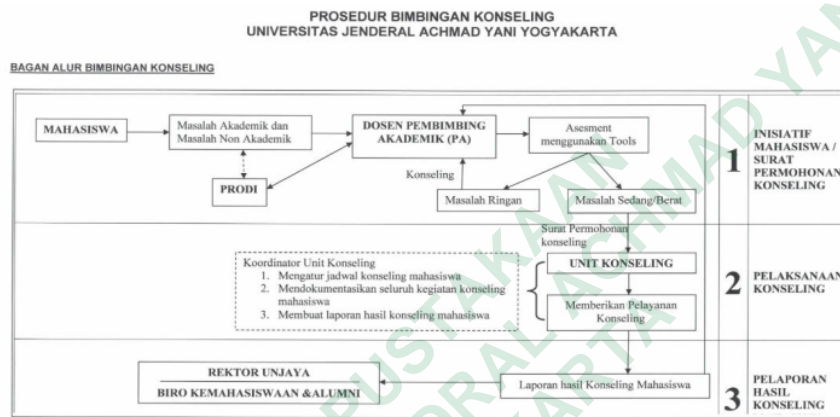 PROSEDUR BIMBINGAN KONSELING
UNIVERSITAS JENDERAL ACHMAD YANI YOGYAKARTA
BAGAN ALUR BIMBINGAN KONSELING
MAHASISWA
Masalah Akademik dan
Masalah Non Akademik
PRODI
DOSEN PEMBIMBING
AKADEMIK (PA)
Asesment
menggunakan Tools
Konseling
Masalah Ringan
Masalah Sedang/Berat
1
INISIATIF
MAHASISWA /
SURAT
PERMOHONAN
KONSELING
Surat Permohonan
konseling
UNIT KONSELING
Koordinator Unit Konseling
1. Mengatur jadwal konseling mahasiswa
2. Mendokumentasikan seluruh kegiatan konseling
mahasiswa
3. Membuat laporan hasil konseling mahasiswa
Memberikan Pelayanan
Konseling
2
PELAKSANAAN
KONSELING
REKTOR UNJAYA
BIRO KEMAHASISWAAN &ALUMNI
Laporan hasil Konseling Mahasiswa
3
PELAPORAN
HASIL
KONSELING
PUSTAKAAN
ACHMAD YAN
KARTA